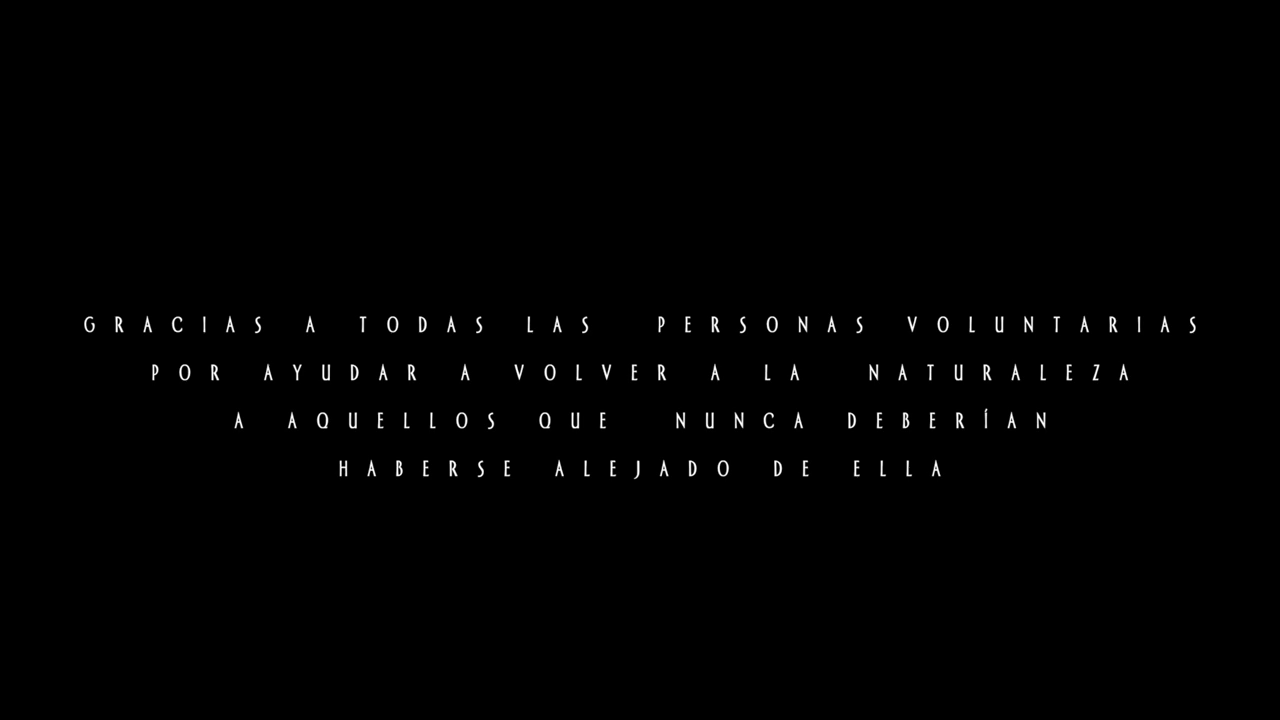 GRACIAS A TODAS LAS PERSONAS VOLUNTARIAS
POR AYUDAR A VOLVER A LA NATURALEZA
A AQUELLOS QUE NUNCA DEBERÍAN
HABERSE ALEJADO DE ELLA